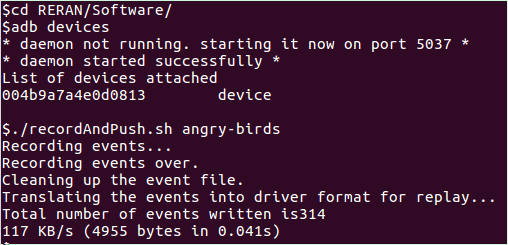 $cd RERAN/Software/
$adb devices
* daemon not running. starting it now on port 5037 *
* daemon started successfully *
List of devices attached
004b9a7a4e0d0813        device

$./recordAndPush.sh angry-birds
Recording events...
Recording events over.
Cleaning up the event file.
Translating the events into driver format for replay...
Total number of events written is314
117 KB/s (4955 bytes in 0.041s)